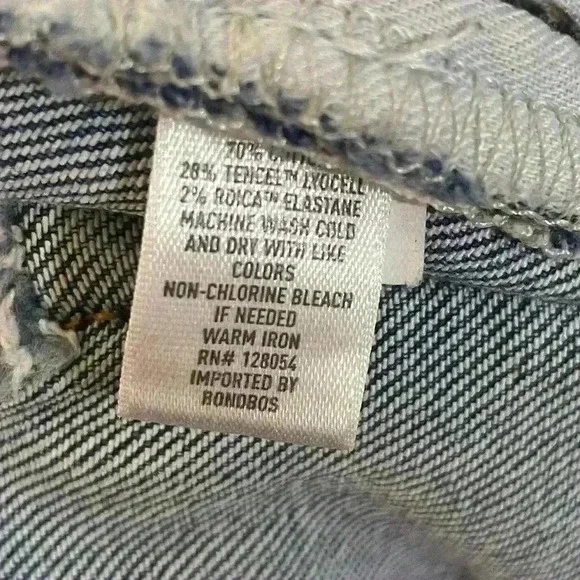 70%
28% TENCEL™ LYOCELL
2% ROICA™ ELASTANE
MACHINE WASH COLD
AND DRY WITH LIKE
COLORS
NON-CHLORINE BLEACH
IF NEEDED
WARM IRON
RN# 128054
IMPORTED BY
BONOBOS